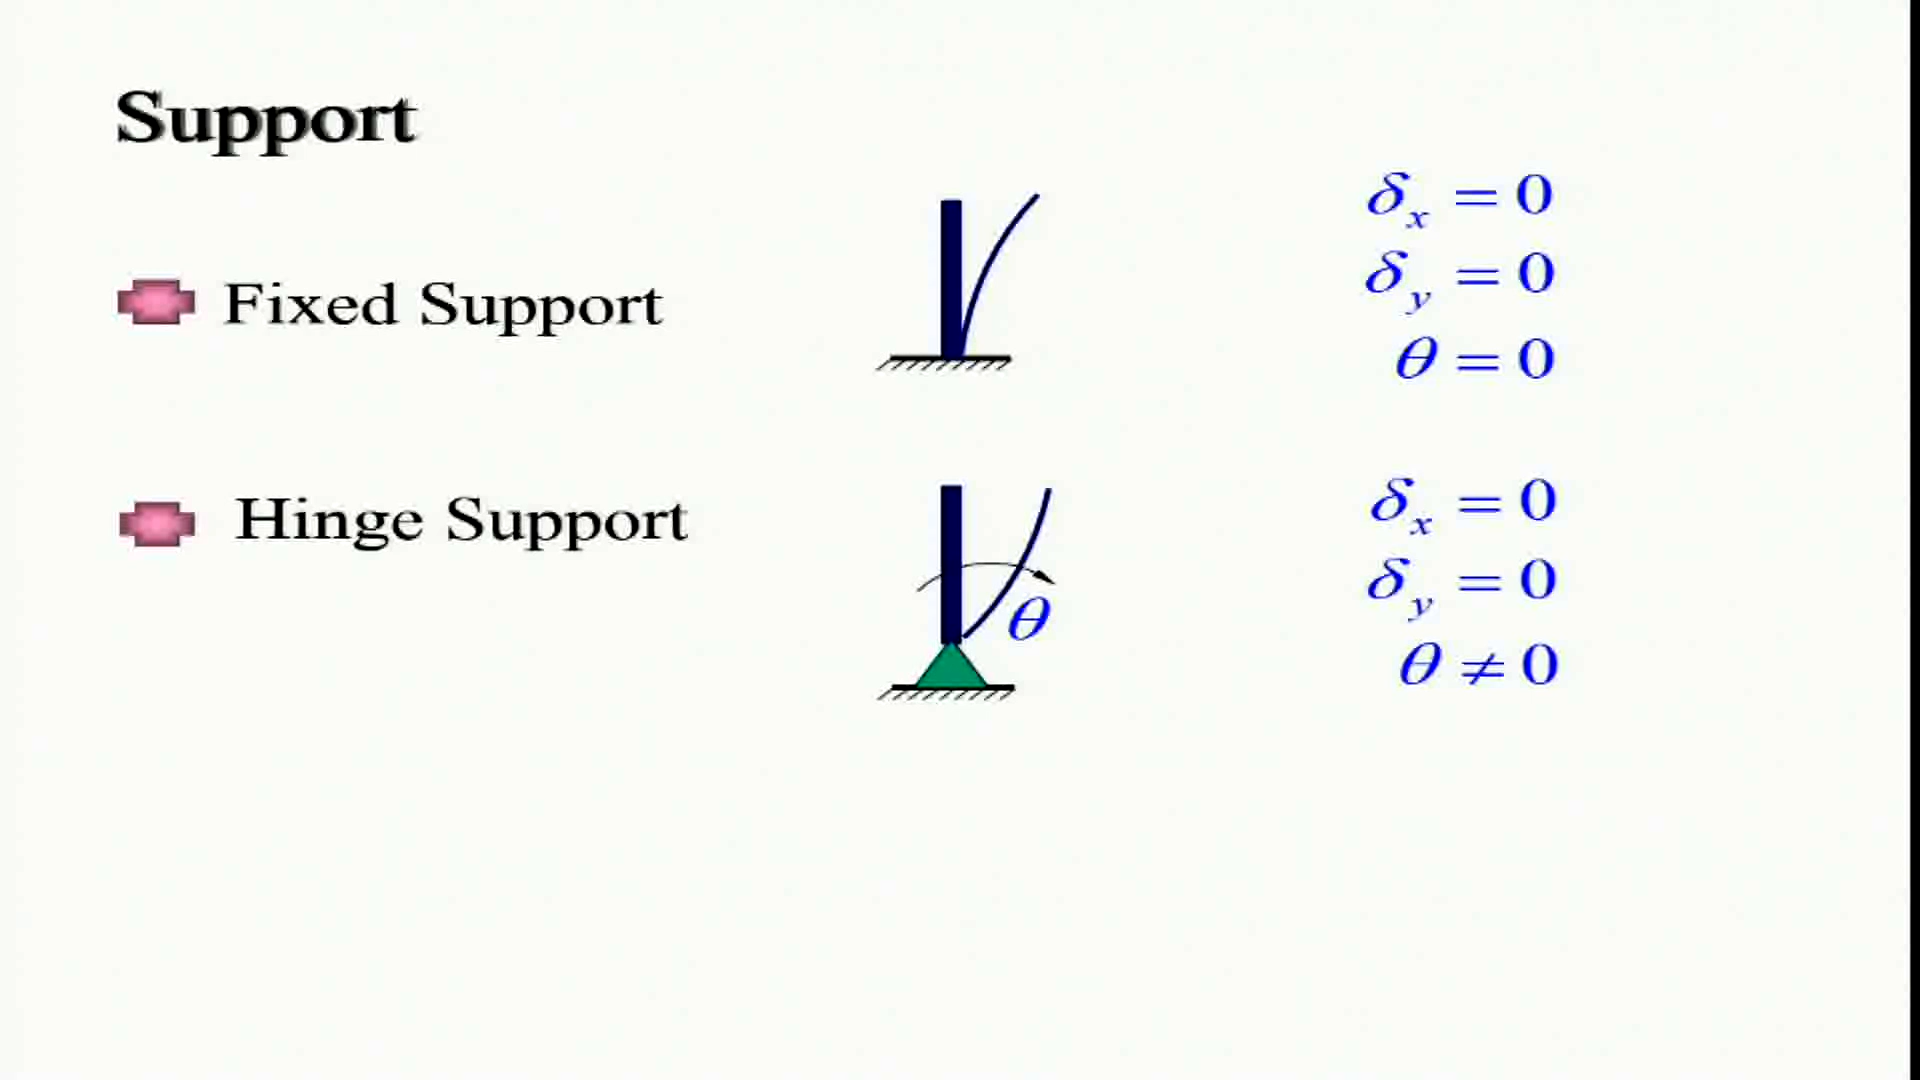 Support
Fixed Support
δx = 0
δy = 0
θ = 0
Hinge Support
θ
δx = 0
δy = 0
θ ≠ 0